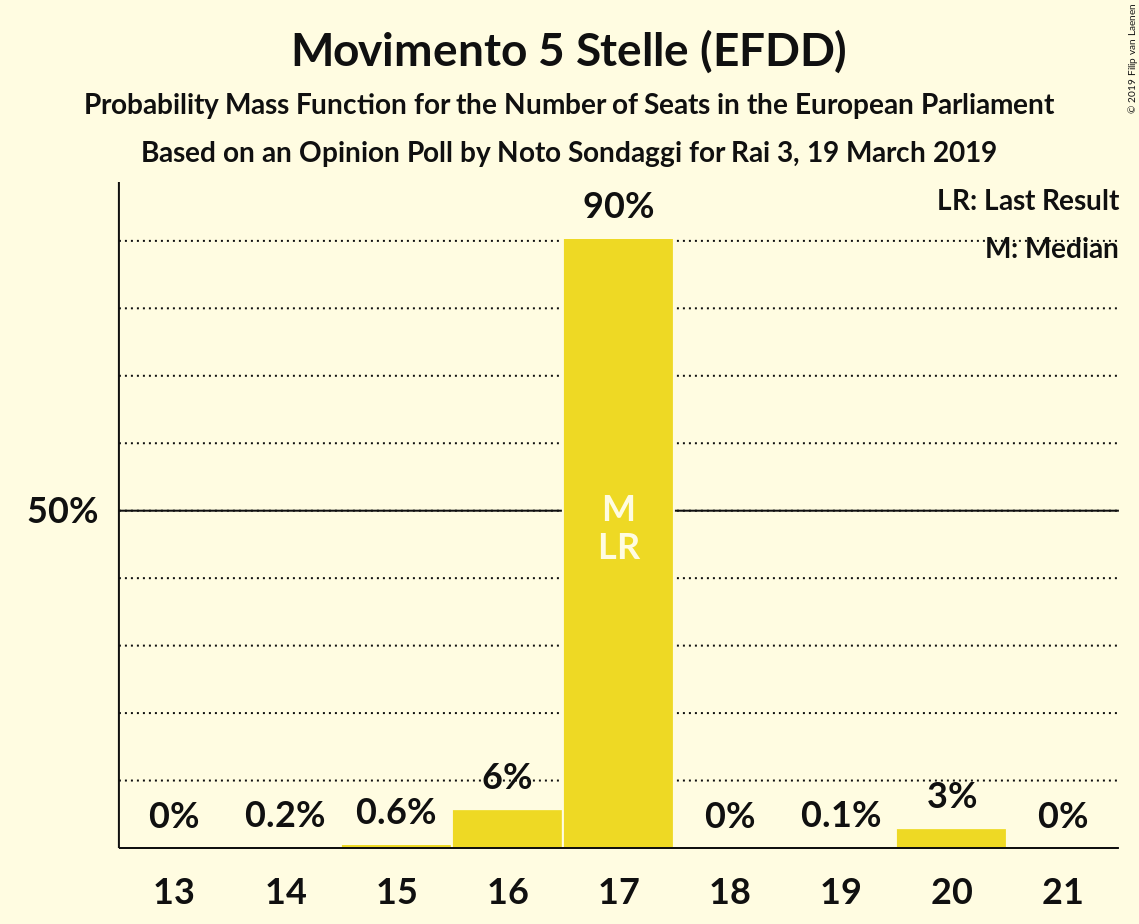 Movimento 5 Stelle (EFDD)
Probability Mass Function for the Number of Seats in the European Parliament
Based on an Opinion Poll by Noto Sondaggi for Rai 3, 19 March 2019
© 2019 Filip van Laenen
LR: Last Result
M: Median
90%
50%
M
LR
0%
0.2%
0.6%
6%
0%
0.1%
3%
0%
13 14 15 16 17 18 19 20 21